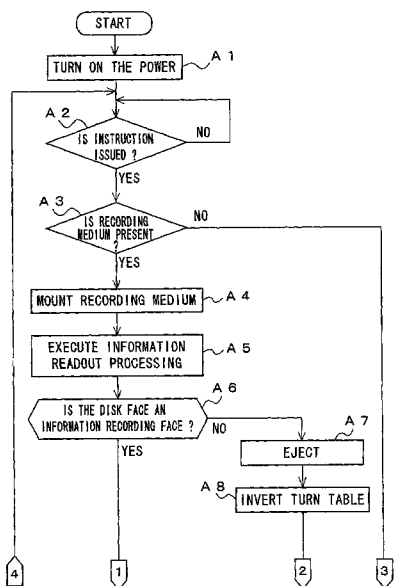 START
TURN ON THE POWER
A 1
A 2
IS INSTRUCTION
ISSUED ?
NO
YES
A 3
IS RECORDING
MEDIUM PRESENT
?
NO
YES
MOUNT RECORDING MEDIUM
A 4
EXECUTE INFORMATION
READOUT PROCESSING
A 5
A 6
IS THE DISK FACE AN
INFORMATION RECORDING FACE ?
NO
YES
A 7
EJECT
A 8
INVERT TURN TABLE
4
1
2
3